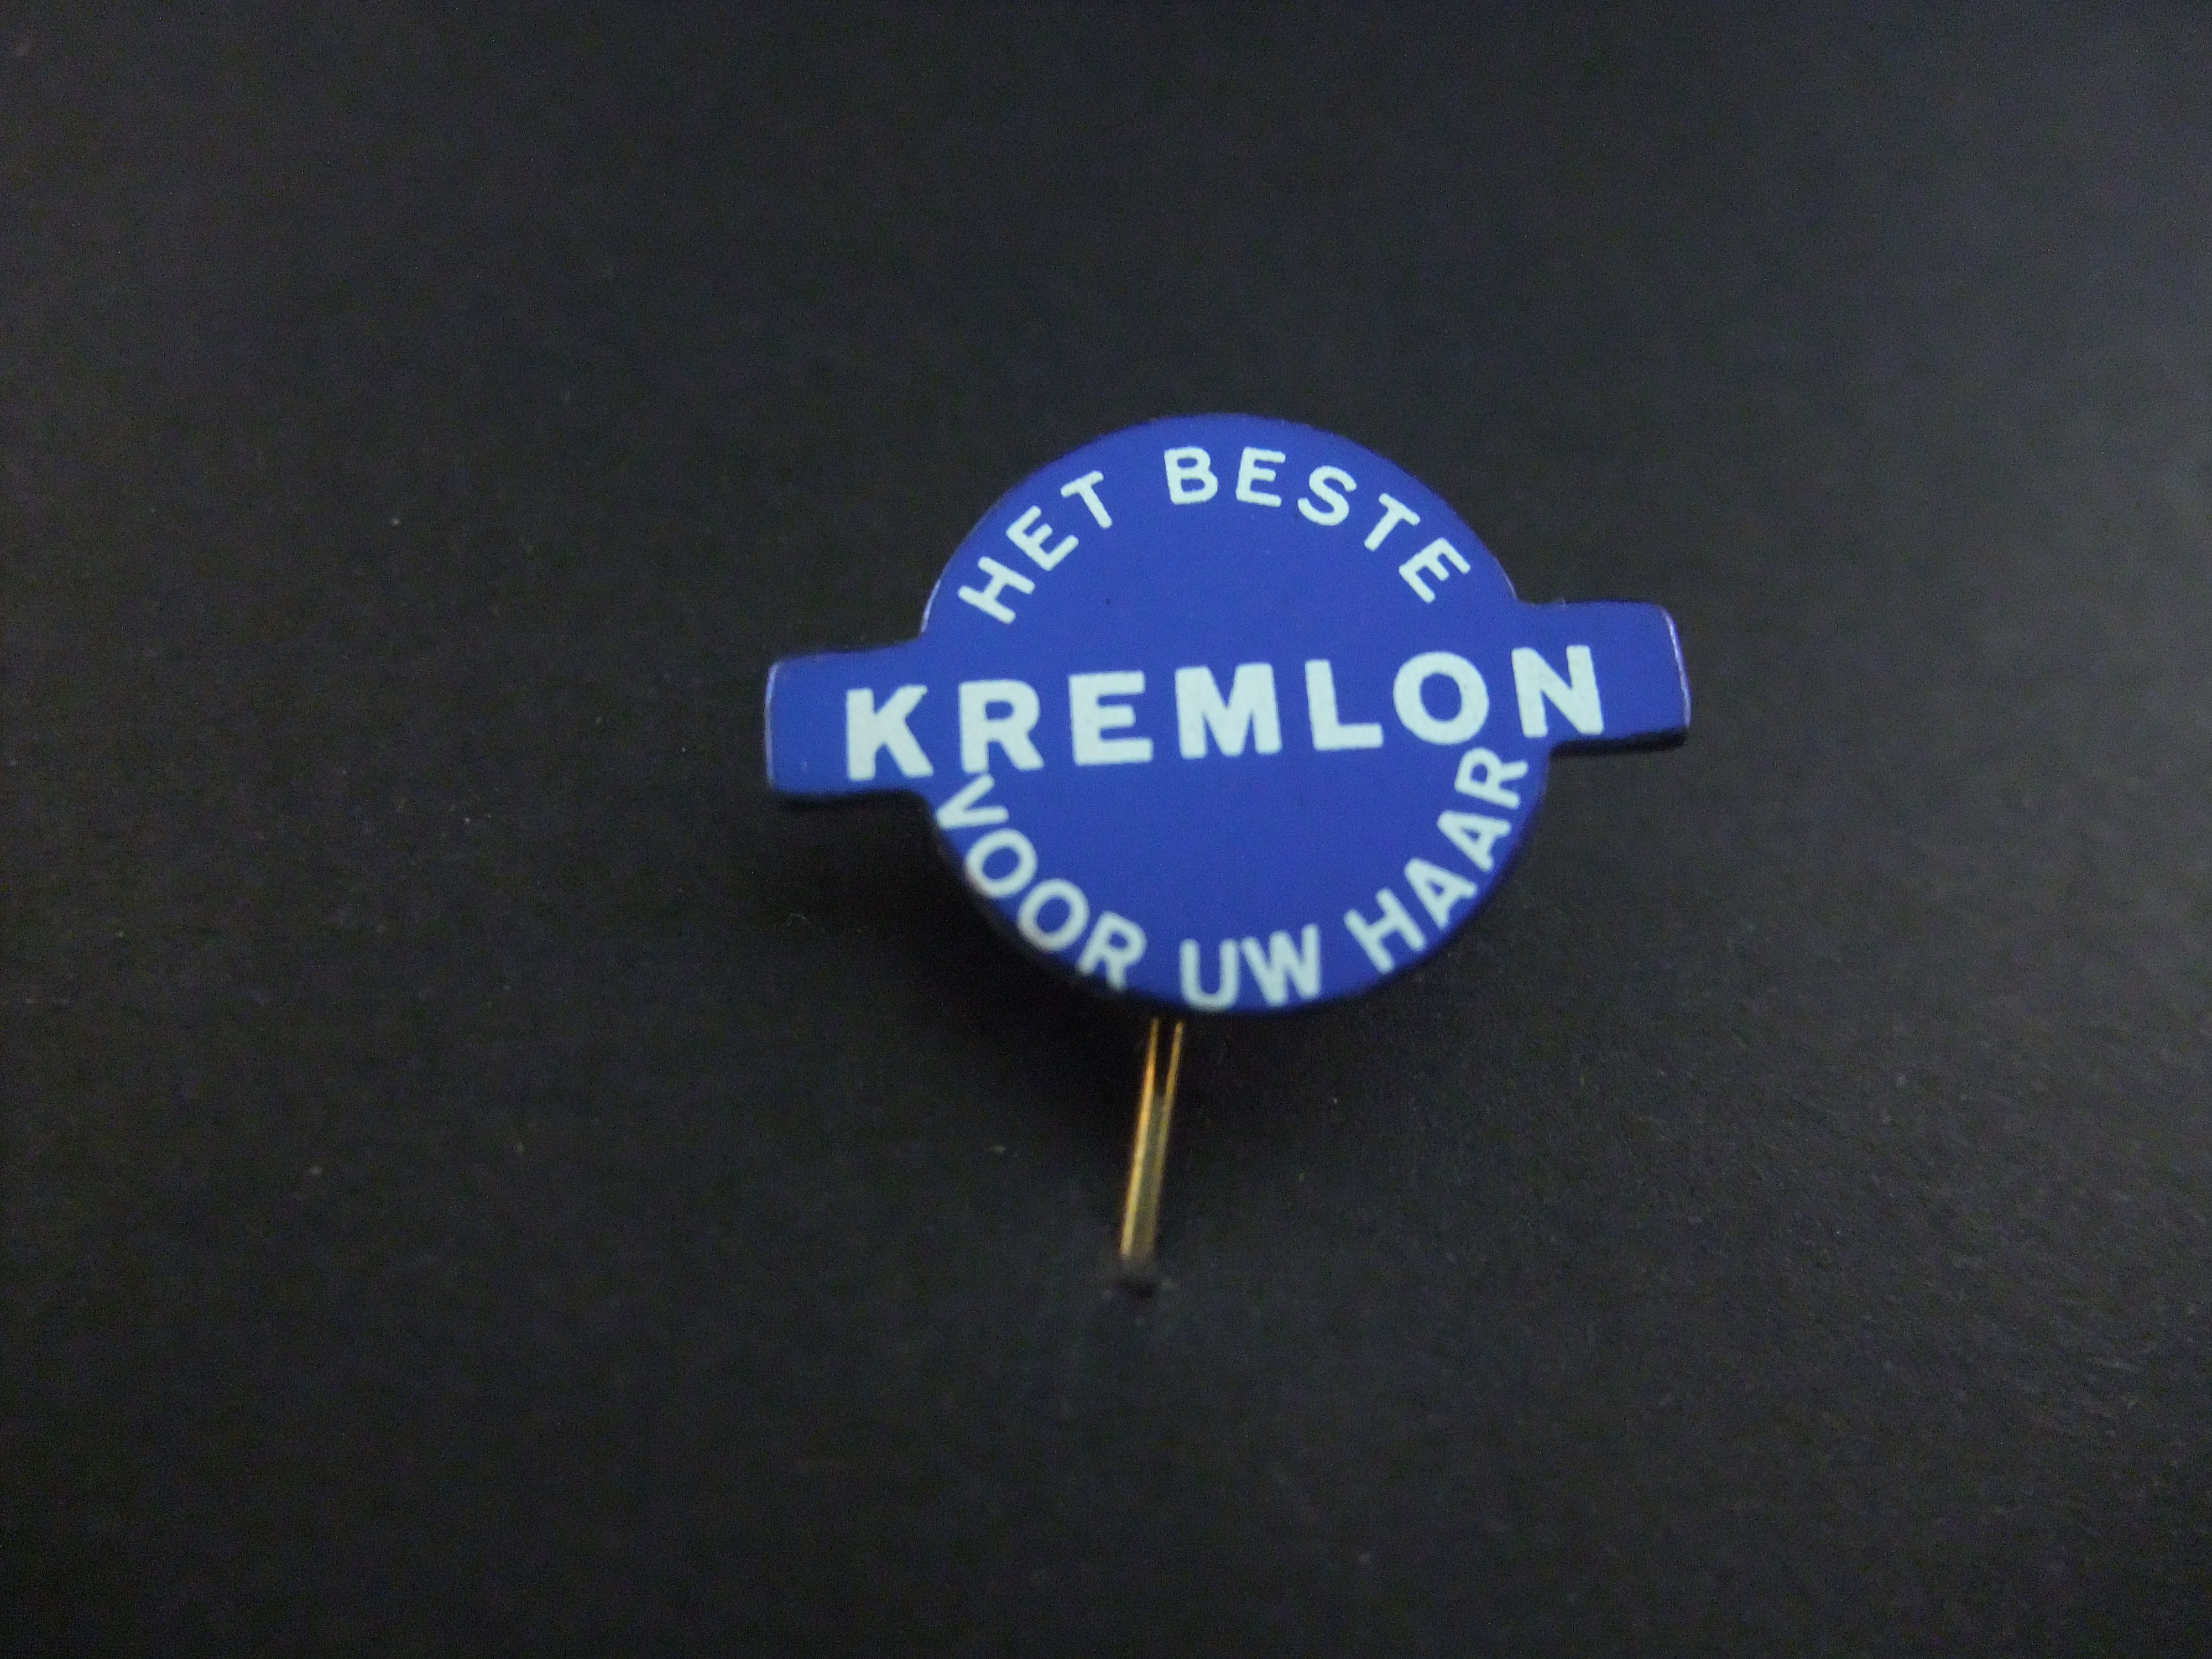 HET BESTE
KREMLON
VOOR UW HAAR